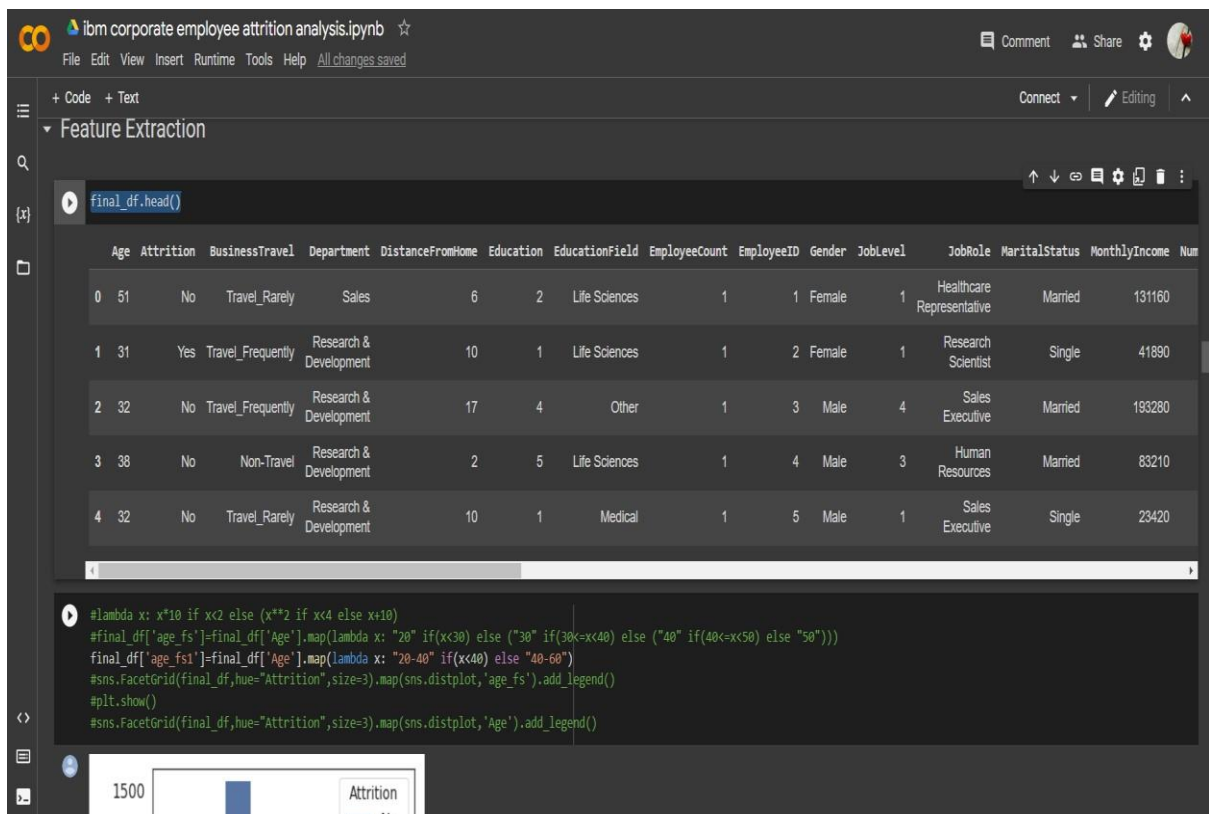 ibm corporate employee attrition analysis.ipynb
Comment Share
File Edit View Insert Runtime Tools Help All changes saved
+ Code + Text
Connect Editing
Feature Extraction
{x}
final_df.head()
Age Attrition BusinessTravel Department DistanceFromHome Education EducationField EmployeeCount EmployeeID Gender JobLevel JobRole MaritalStatus MonthlyIncome Num
0 51 No Travel_Rarely Sales 6 2 Life Sciences 1 1 Female 1 Healthcare Representative Married 131160
1 31 Yes Travel_Frequently Research & Development 10 1 Life Sciences 1 2 Female 1 Research Scientist Single 41890
2 32 No Travel_Frequently Research & Development 17 4 Other 1 3 Male 4 Sales Executive Married 193280
3 38 No Non-Travel Research & Development 2 5 Life Sciences 1 4 Male 3 Human Resources Married 83210
4 32 No Travel_Rarely Research & Development 10 1 Medical 1 5 Male 1 Sales Executive Single 23420
#lambda x: x*10 if x<2 else (x**2 if x<4 else x+10)
#final_df['age_fs']=final_df['Age'].map(lambda x: "20" if(x<30) else ("30" if(30<=x<40) else ("40" if(40<=x<50) else "50")))
final_df['age_fs1']=final_df['Age'].map(lambda x: "20-40" if(x<40) else "40-60")
#sns.FacetGrid(final_df,hue="Attrition",size=3).map(sns.distplot,'age_fs').add_legend()
#plt.show()
#sns.FacetGrid(final_df,hue="Attrition",size=3).map(sns.distplot,'Age').add_legend()
1500
Attrition